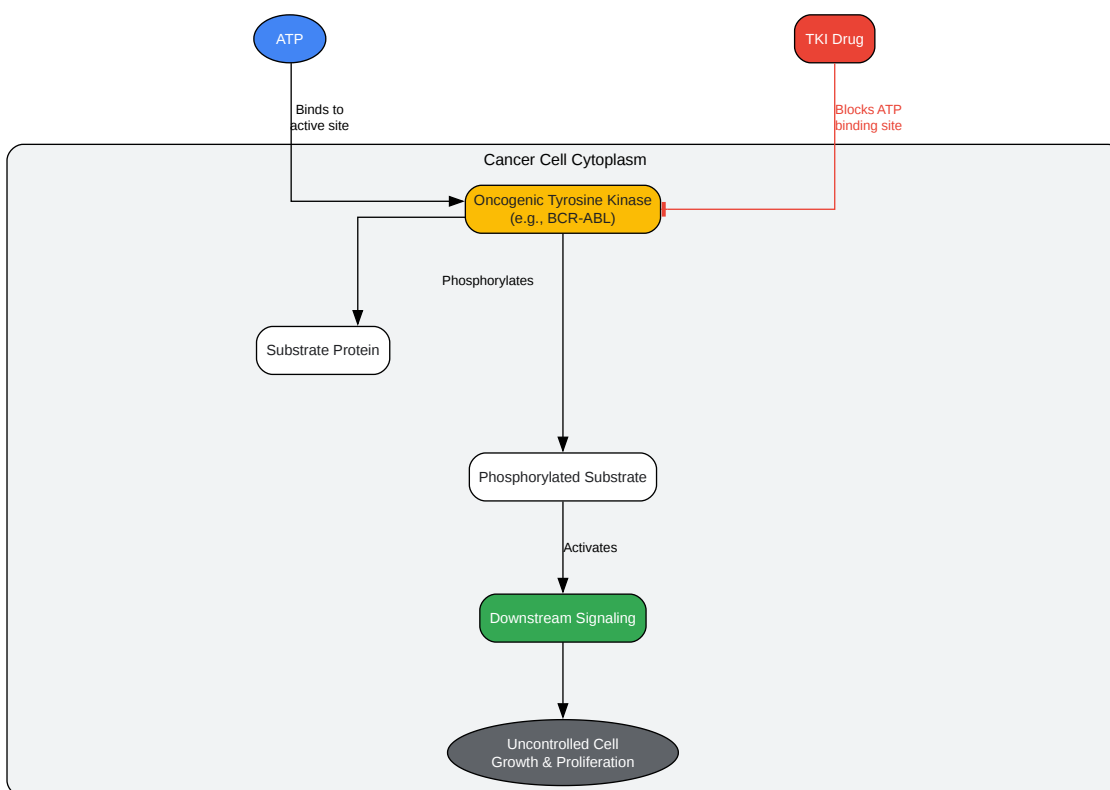 ATP
TKI Drug
Binds to
active site
Blocks ATP
binding site
Cancer Cell Cytoplasm
Oncogenic Tyrosine Kinase
(e.g., BCR-ABL)
Phosphorylates
Substrate Protein
Phosphorylated Substrate
Activates
Downstream Signaling
Uncontrolled Cell
Growth & Proliferation